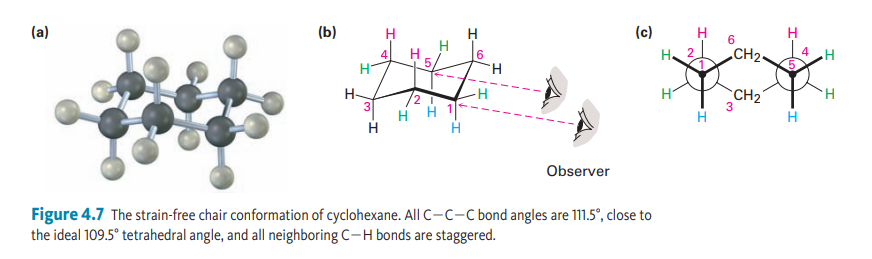 (a)
(b)
(c)
H
H
4
H
H
5
6
H
H
H
3
2
1
H
H
H
H
H
Observer
H
H
6
H
2
CH2
4
H
1
5
H
CH2
H
3
H
H
Figure 4.7 The strain-free chair conformation of cyclohexane. All C–C–C bond angles are 111.5°, close to
the ideal 109.5° tetrahedral angle, and all neighboring C–H bonds are staggered.